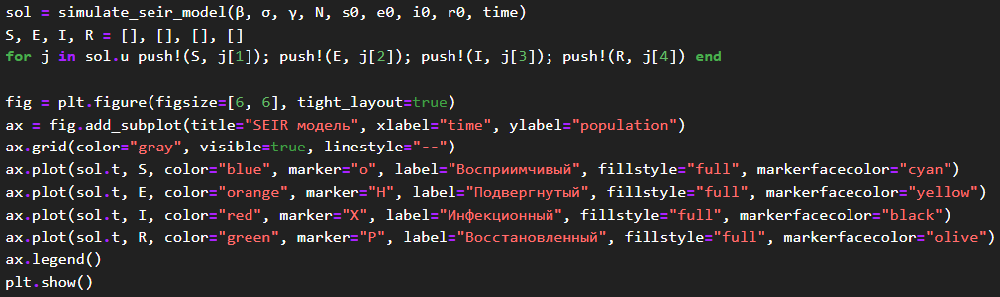 sol = simulate_seir_model(β, σ, γ, N, s0, e0, i0, r0, time)
S, E, I, R = [], [], [], []
for j in sol.u push!(S, j[1]); push!(E, j[2]); push!(I, j[3]); push!(R, j[4]) end
fig = plt.figure(figsize=[6, 6], tight_layout=true)
ax = fig.add_subplot(title="SEIR модель", xlabel="time", ylabel="population")
ax.grid(color="gray", visible=true, linestyle="--")
ax.plot(sol.t, S, color="blue", marker="o", label="Восприимчивый", fillstyle="full", markerfacecolor="cyan")
ax.plot(sol.t, E, color="orange", marker="H", label="Подвергнутый", fillstyle="full", markerfacecolor="yellow")
ax.plot(sol.t, I, color="red", marker="X", label="Инфекционный", fillstyle="full", markerfacecolor="black")
ax.plot(sol.t, R, color="green", marker="P", label="Восстановленный", fillstyle="full", markerfacecolor="olive")
ax.legend()
plt.show()